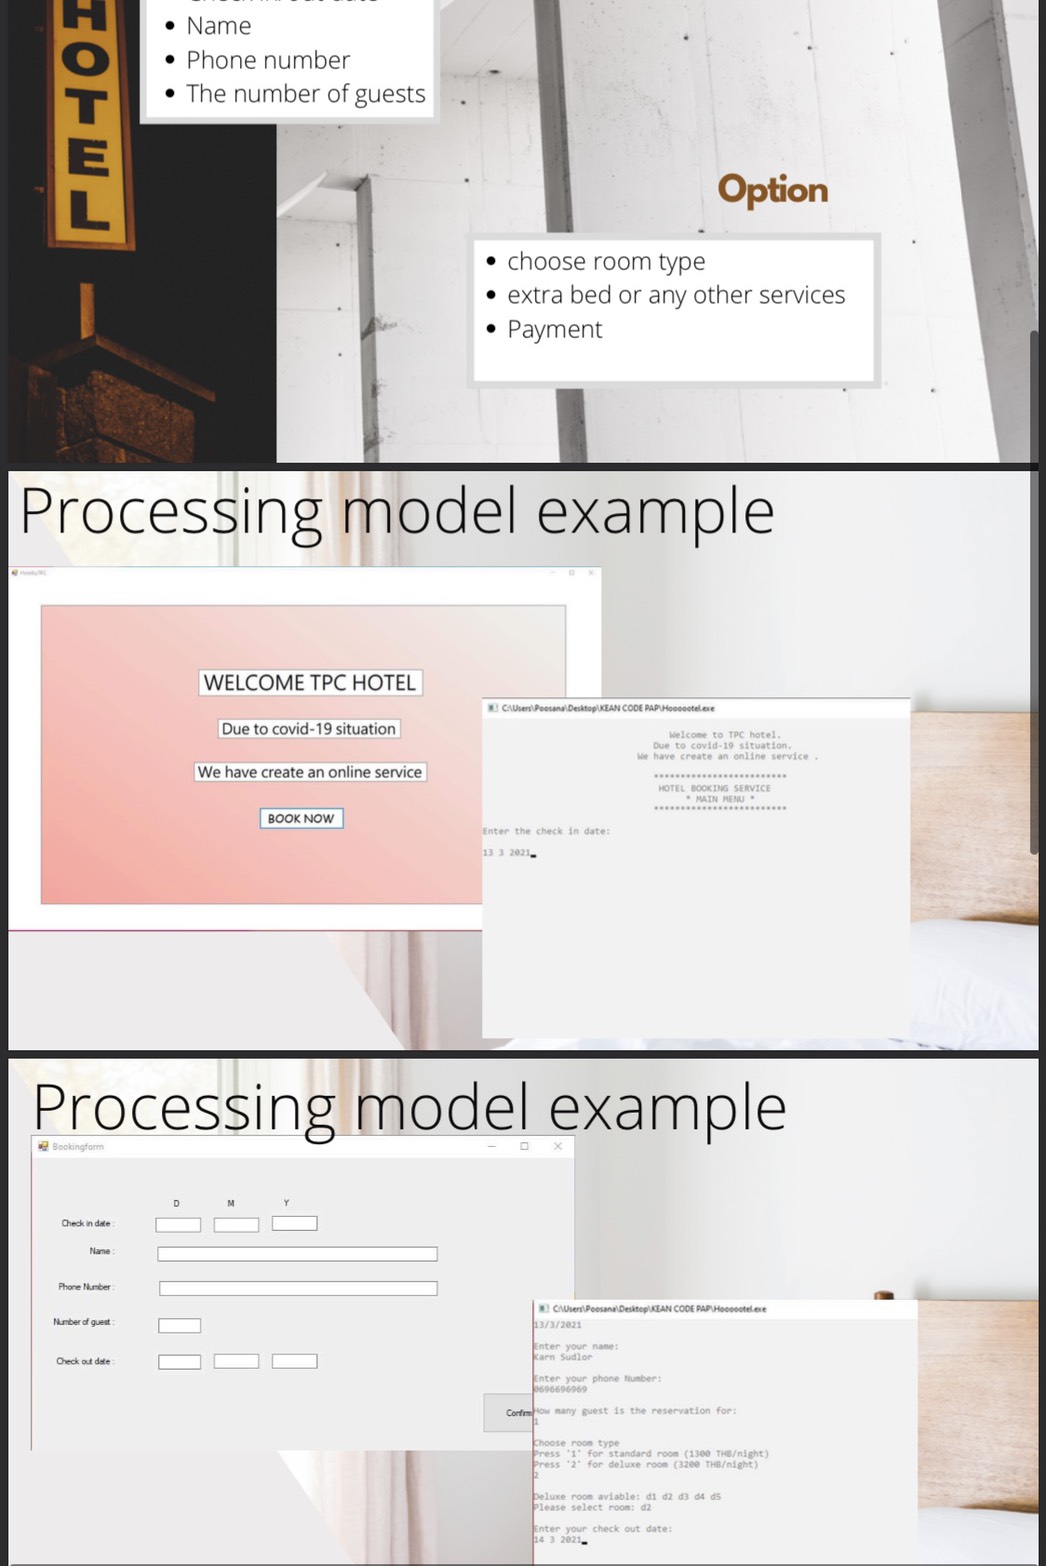 HOTEL
Check in/out date
Name
Phone number
The number of guests
Option
choose room type
extra bed or any other services
Payment
Processing model example
WELCOME TPC HOTEL
Due to covid-19 situation
We have create an online service
BOOK NOW
C:\Users\Poosana\Desktop\KEAN CODE PAP\Hoooootel.exe
Welcome to TPC hotel.
Due to covid-19 situation.
We have create an online service .
*************************
HOTEL BOOKING SERVICE
* MAIN MENU *
*************************
Enter the check in date:
13 3 2021
Processing model example
Bookingform
D M Y
Check in date :
Name :
Phone Number :
Number of guest :
Check out date :
Confirm
C:\Users\Poosana\Desktop\KEAN CODE PAP\Hoooootel.exe
13/3/2021
Enter your name:
Karn Sudlor
Enter your phone Number:
0696696969
How many guest is the reservation for:
1
Choose room type
Press '1' for standard room (1300 THB/night)
Press '2' for deluxe room (3200 THB/night)
2
Deluxe room aviable: d1 d2 d3 d4 d5
Please select room: d2
Enter your check out date:
14 3 2021